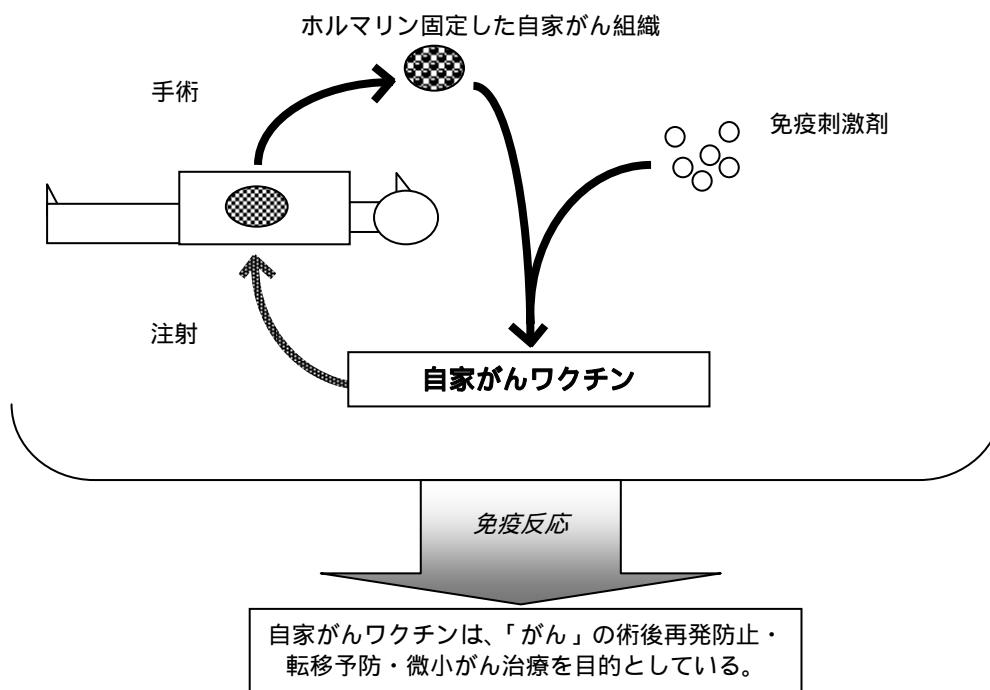 ホルマリン固定した自家がん組織
手術
免疫刺激剤
注射
自家がんワクチン
免疫反応
自家がんワクチンは、「がん」の術後再発防止・
転移予防・微小がん治療を目的としている。